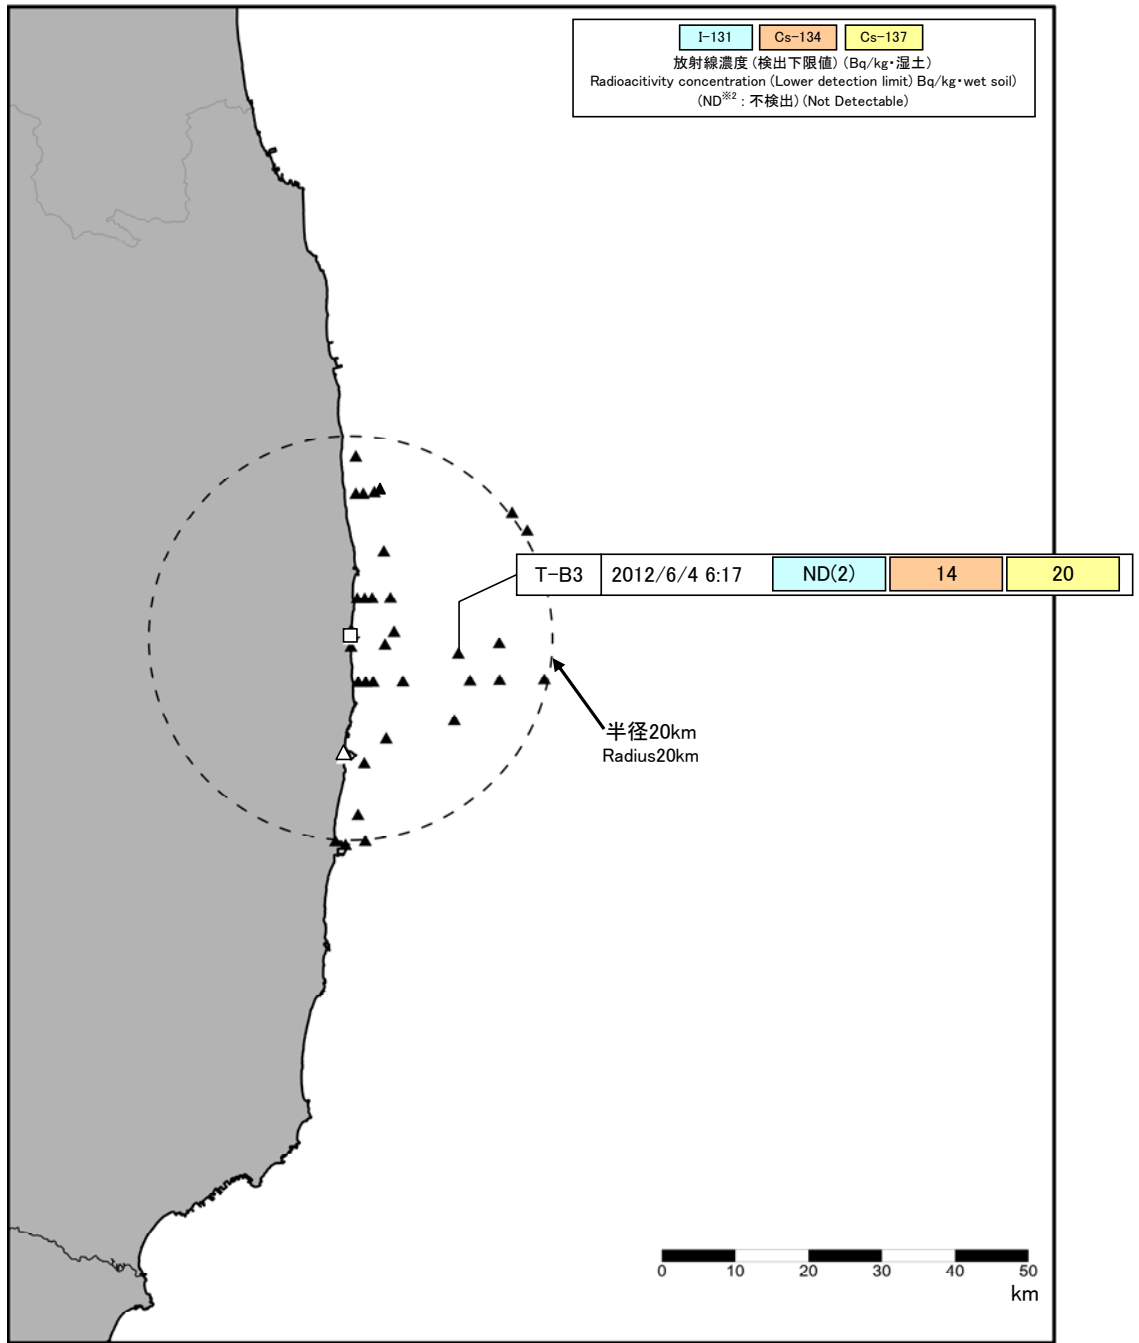 I-131 Cs-134 Cs-137
放射線濃度(検出下限値)(Bq/kg・湿土)
Radioacitivity concentration (Lower detection limit) Bq/kg・wet soil)
(ND※2 : 不検出) (Not Detectable)
T-B3 2012/6/4 6:17 ND(2) 14 20
半径20km
Radius20km
0 10 20 30 40 50
km